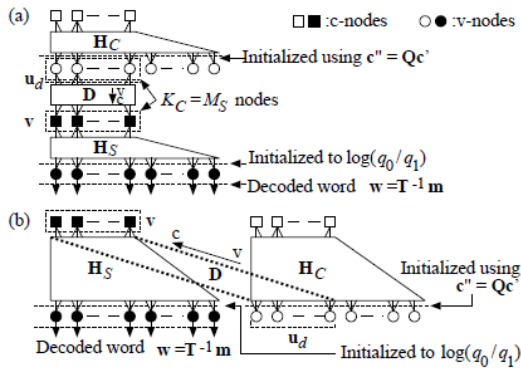 (a)
:c-nodes
:v-nodes
H_C
Initialized using c" = Qc'
u_d
D
v
c
K_C = M_S nodes
v
H_S
Initialized to log(q_0/q_1)
Decoded word w = T^-1 m
(b)
v
c
v
H_S
D
H_C
Initialized using
c" = Qc'
u_d
Decoded word w = T^-1 m
Initialized to log(q_0/q_1)